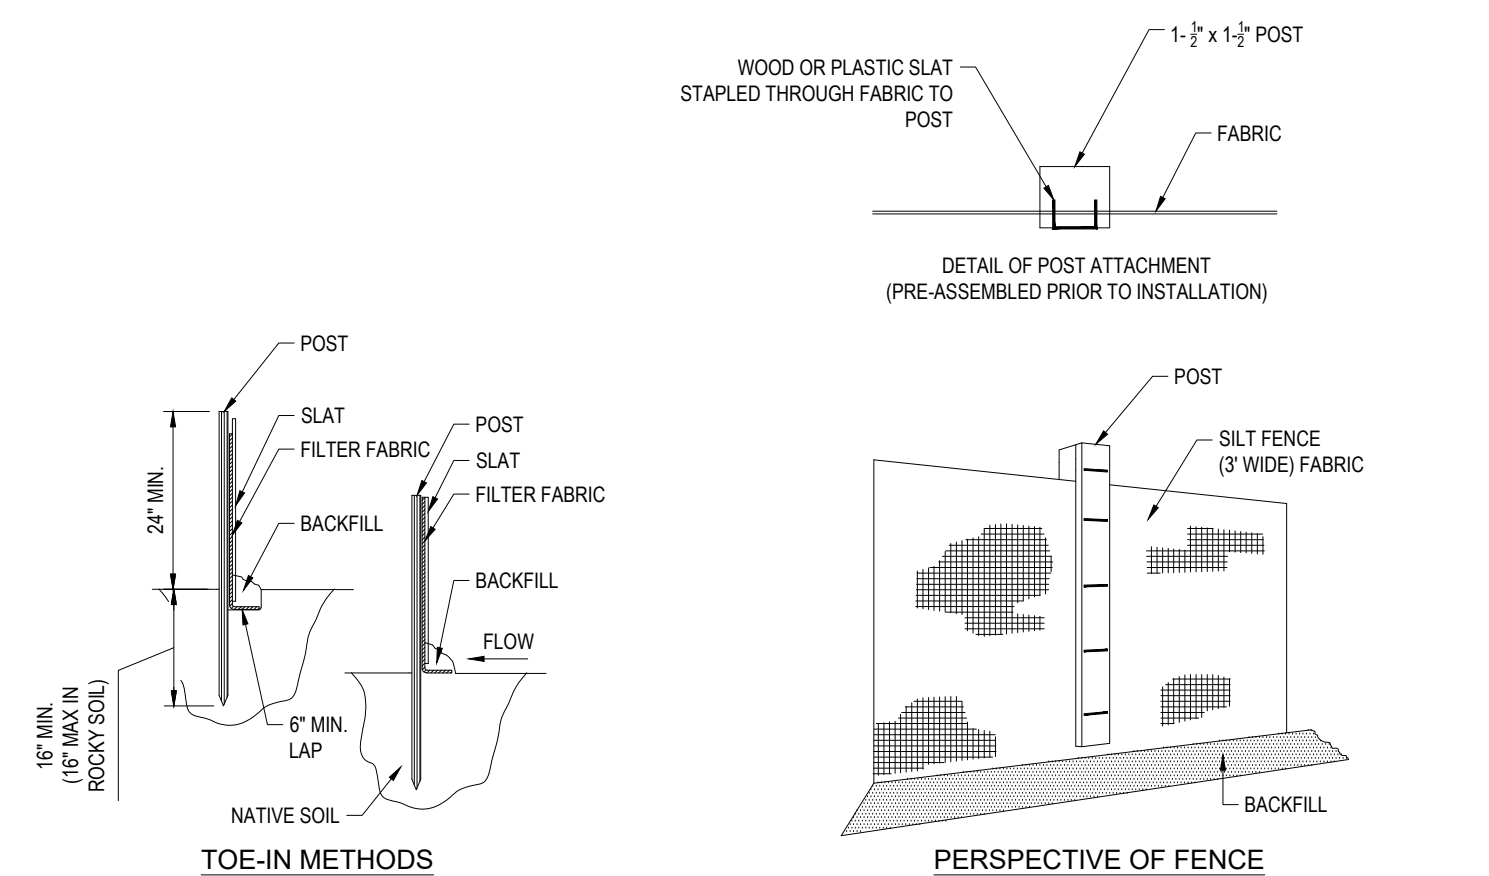 1- 1/2" x 1-1/2" POST
WOOD OR PLASTIC SLAT
STAPLED THROUGH FABRIC TO
POST
FABRIC
DETAIL OF POST ATTACHMENT
(PRE-ASSEMBLED PRIOR TO INSTALLATION)
POST
SLAT
FILTER FABRIC
24" MIN.
BACKFILL
16" MIN.
(16" MAX IN
ROCKY SOIL)
6" MIN.
LAP
POST
SLAT
FILTER FABRIC
BACKFILL
FLOW
NATIVE SOIL
TOE-IN METHODS
POST
SILT FENCE
(3' WIDE) FABRIC
BACKFILL
PERSPECTIVE OF FENCE